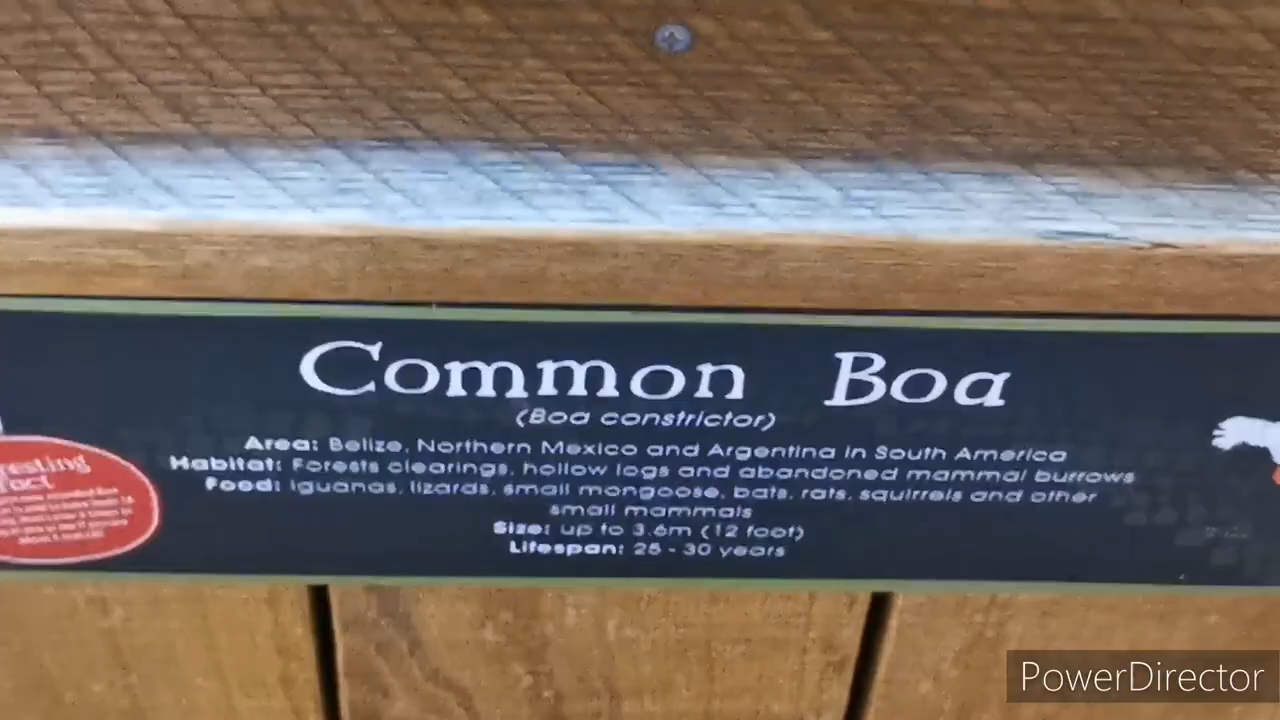 Common Boa
(Boa constrictor)
Area: Belize, Northern Mexico and Argentina in South America
Habitat: Forests clearings, hollow logs and abandoned mammal burrows
Food: Iguanas, lizards, small mongoose, bats, rats, squirrels and other
small mammals
Size: up to 3.6m (12 foot)
Lifespan: 25 - 30 years
resting
fact
PowerDirector